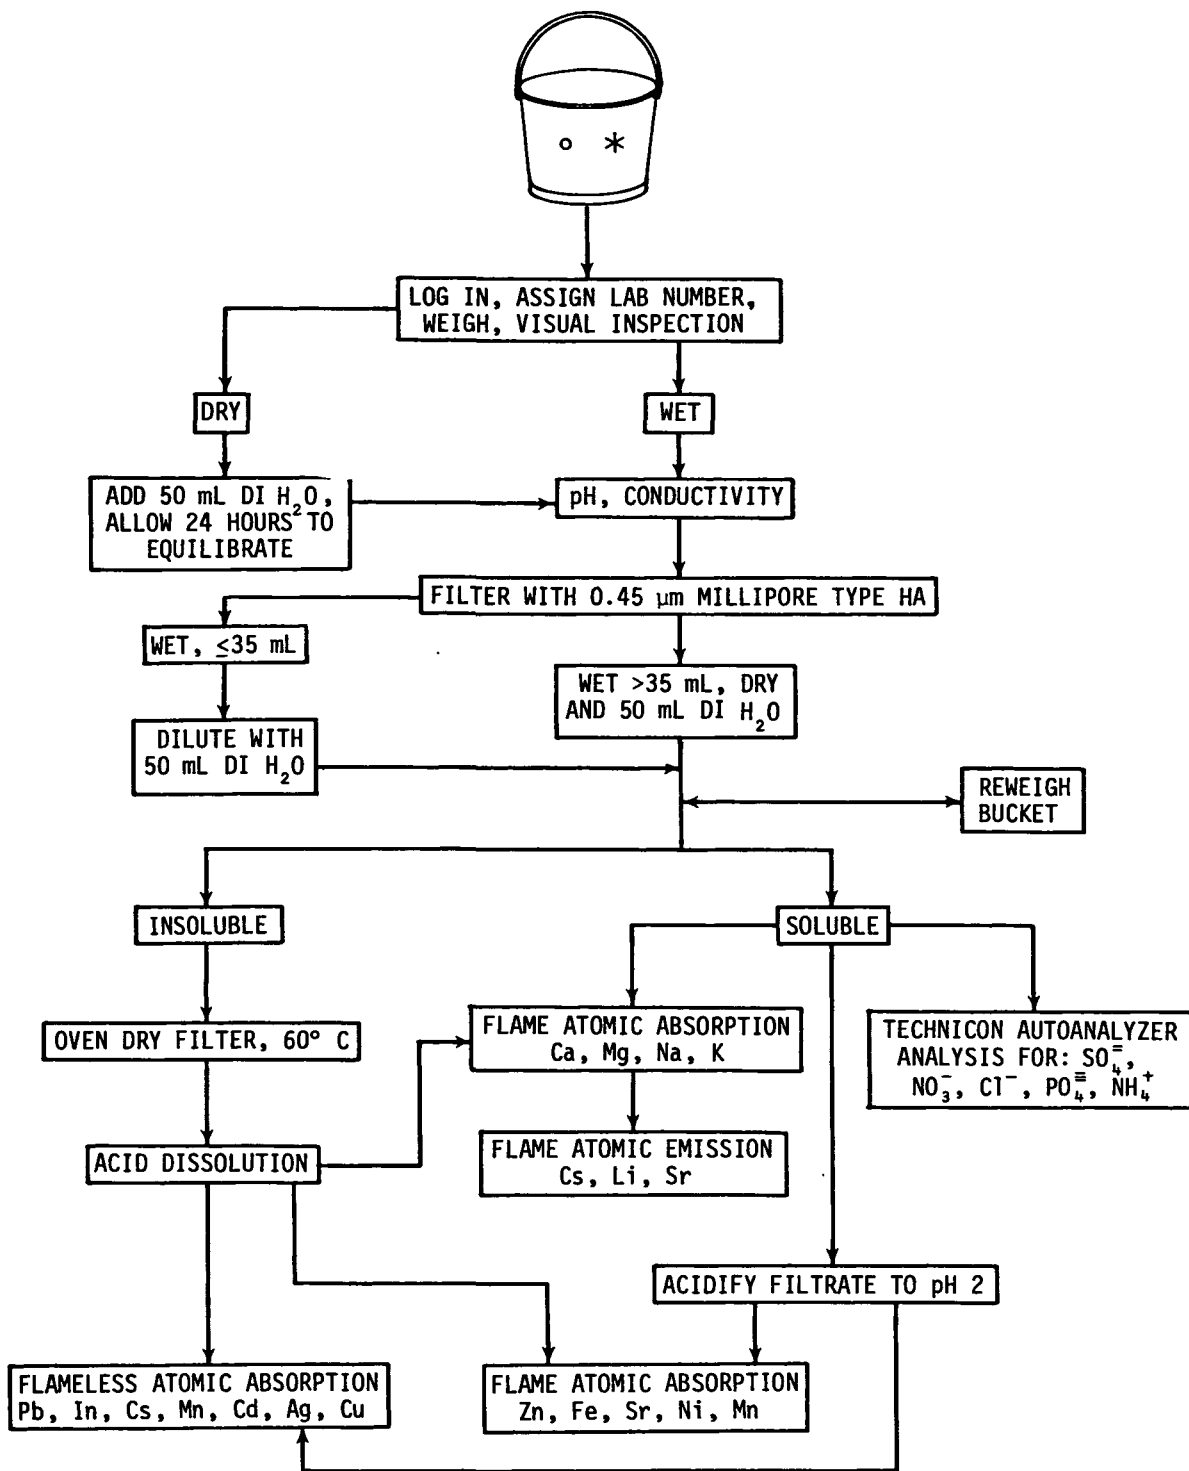 o *
LOG IN, ASSIGN LAB NUMBER,
WEIGH, VISUAL INSPECTION
DRY
WET
ADD 50 mL DI H₂O,
ALLOW 24 HOURS TO
EQUILIBRATE
pH, CONDUCTIVITY
FILTER WITH 0.45 μm MILLIPORE TYPE HA
WET, ≤35 mL
WET >35 mL, DRY
AND 50 mL DI H₂O
DILUTE WITH
50 mL DI H₂O
REWEIGH
BUCKET
INSOLUBLE
SOLUBLE
OVEN DRY FILTER, 60° C
FLAME ATOMIC ABSORPTION
Ca, Mg, Na, K
TECHNICON AUTOANALYZER
ANALYSIS FOR: SO₄⁼,
NO₃⁻, Cl⁻, PO₄≡, NH₄⁺
ACID DISSOLUTION
FLAME ATOMIC EMISSION
Cs, Li, Sr
ACIDIFY FILTRATE TO pH 2
FLAMELESS ATOMIC ABSORPTION
Pb, In, Cs, Mn, Cd, Ag, Cu
FLAME ATOMIC ABSORPTION
Zn, Fe, Sr, Ni, Mn